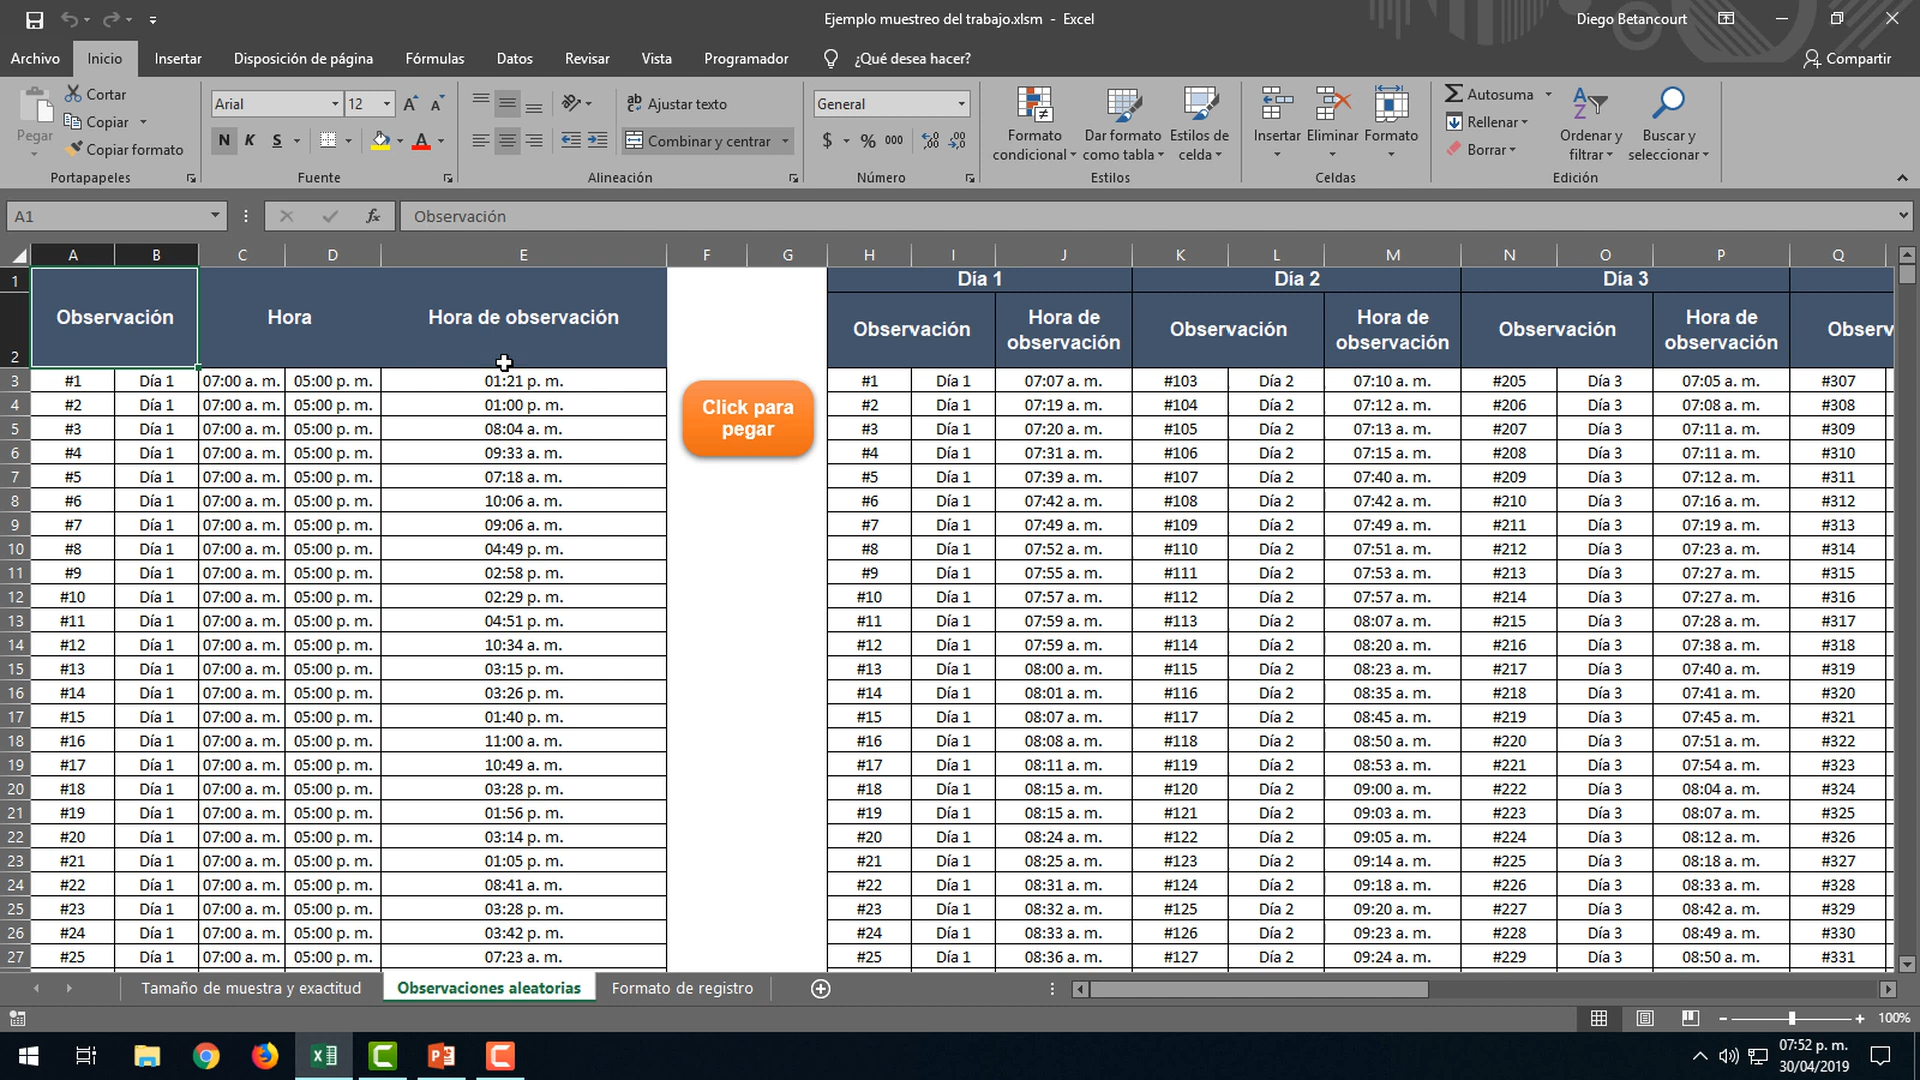 Ejemplo muestreo del trabajo.xlsm - Excel
Diego Betancourt
Archivo Inicio Insertar Disposición de página Fórmulas Datos Revisar Vista Programador ¿Qué desea hacer? Compartir
Pegar
Cortar
Copiar
Copiar formato
Portapapeles
Arial 12
N K S
Fuente
Ajustar texto
Combinar y centrar
Alineación
General
$ % 000
Número
Formato condicional
Dar formato como tabla
Estilos de celda
Estilos
Insertar Eliminar Formato
Celdas
Autosuma
Rellenar
Borrar
Ordenar y filtrar
Buscar y seleccionar
Edición
A1 fx Observación
A B C D E F G H I J K L M N O P Q
1 Día 1 Día 2 Día 3
2 Observación Hora Hora de observación Observación Hora de observación Observación Hora de observación Observación Hora de observación Observ
3 #1 Día 1 07:00 a. m. 05:00 p. m. 01:21 p. m. #1 Día 1 07:07 a. m. #103 Día 2 07:10 a. m. #205 Día 3 07:05 a. m. #307
4 #2 Día 1 07:00 a. m. 05:00 p. m. 01:00 p. m. #2 Día 1 07:19 a. m. #104 Día 2 07:12 a. m. #206 Día 3 07:08 a. m. #308
Click para pegar
5 #3 Día 1 07:00 a. m. 05:00 p. m. 08:04 a. m. #3 Día 1 07:20 a. m. #105 Día 2 07:13 a. m. #207 Día 3 07:11 a. m. #309
6 #4 Día 1 07:00 a. m. 05:00 p. m. 09:33 a. m. #4 Día 1 07:31 a. m. #106 Día 2 07:15 a. m. #208 Día 3 07:11 a. m. #310
7 #5 Día 1 07:00 a. m. 05:00 p. m. 07:18 a. m. #5 Día 1 07:39 a. m. #107 Día 2 07:40 a. m. #209 Día 3 07:12 a. m. #311
8 #6 Día 1 07:00 a. m. 05:00 p. m. 10:06 a. m. #6 Día 1 07:42 a. m. #108 Día 2 07:42 a. m. #210 Día 3 07:16 a. m. #312
9 #7 Día 1 07:00 a. m. 05:00 p. m. 09:06 a. m. #7 Día 1 07:49 a. m. #109 Día 2 07:49 a. m. #211 Día 3 07:19 a. m. #313
10 #8 Día 1 07:00 a. m. 05:00 p. m. 04:49 p. m. #8 Día 1 07:52 a. m. #110 Día 2 07:51 a. m. #212 Día 3 07:23 a. m. #314
11 #9 Día 1 07:00 a. m. 05:00 p. m. 02:58 p. m. #9 Día 1 07:55 a. m. #111 Día 2 07:53 a. m. #213 Día 3 07:27 a. m. #315
12 #10 Día 1 07:00 a. m. 05:00 p. m. 02:29 p. m. #10 Día 1 07:57 a. m. #112 Día 2 07:57 a. m. #214 Día 3 07:27 a. m. #316
13 #11 Día 1 07:00 a. m. 05:00 p. m. 04:51 p. m. #11 Día 1 07:59 a. m. #113 Día 2 08:07 a. m. #215 Día 3 07:28 a. m. #317
14 #12 Día 1 07:00 a. m. 05:00 p. m. 10:34 a. m. #12 Día 1 07:59 a. m. #114 Día 2 08:20 a. m. #216 Día 3 07:38 a. m. #318
15 #13 Día 1 07:00 a. m. 05:00 p. m. 03:15 p. m. #13 Día 1 08:00 a. m. #115 Día 2 08:23 a. m. #217 Día 3 07:40 a. m. #319
16 #14 Día 1 07:00 a. m. 05:00 p. m. 03:26 p. m. #14 Día 1 08:01 a. m. #116 Día 2 08:35 a. m. #218 Día 3 07:41 a. m. #320
17 #15 Día 1 07:00 a. m. 05:00 p. m. 01:40 p. m. #15 Día 1 08:07 a. m. #117 Día 2 08:45 a. m. #219 Día 3 07:45 a. m. #321
18 #16 Día 1 07:00 a. m. 05:00 p. m. 11:00 a. m. #16 Día 1 08:08 a. m. #118 Día 2 08:50 a. m. #220 Día 3 07:51 a. m. #322
19 #17 Día 1 07:00 a. m. 05:00 p. m. 10:49 a. m. #17 Día 1 08:11 a. m. #119 Día 2 08:53 a. m. #221 Día 3 07:54 a. m. #323
20 #18 Día 1 07:00 a. m. 05:00 p. m. 03:28 p. m. #18 Día 1 08:15 a. m. #120 Día 2 09:00 a. m. #222 Día 3 08:04 a. m. #324
21 #19 Día 1 07:00 a. m. 05:00 p. m. 01:56 p. m. #19 Día 1 08:15 a. m. #121 Día 2 09:03 a. m. #223 Día 3 08:07 a. m. #325
22 #20 Día 1 07:00 a. m. 05:00 p. m. 03:14 p. m. #20 Día 1 08:24 a. m. #122 Día 2 09:05 a. m. #224 Día 3 08:12 a. m. #326
23 #21 Día 1 07:00 a. m. 05:00 p. m. 01:05 p. m. #21 Día 1 08:25 a. m. #123 Día 2 09:14 a. m. #225 Día 3 08:18 a. m. #327
24 #22 Día 1 07:00 a. m. 05:00 p. m. 08:41 a. m. #22 Día 1 08:31 a. m. #124 Día 2 09:18 a. m. #226 Día 3 08:33 a. m. #328
25 #23 Día 1 07:00 a. m. 05:00 p. m. 03:28 p. m. #23 Día 1 08:32 a. m. #125 Día 2 09:20 a. m. #227 Día 3 08:42 a. m. #329
26 #24 Día 1 07:00 a. m. 05:00 p. m. 03:42 p. m. #24 Día 1 08:33 a. m. #126 Día 2 09:23 a. m. #228 Día 3 08:49 a. m. #330
27 #25 Día 1 07:00 a. m. 05:00 p. m. 07:23 a. m. #25 Día 1 08:36 a. m. #127 Día 2 09:24 a. m. #229 Día 3 08:50 a. m. #331
Tamaño de muestra y exactitud Observaciones aleatorias Formato de registro
100%
07:52 p. m.
30/04/2019